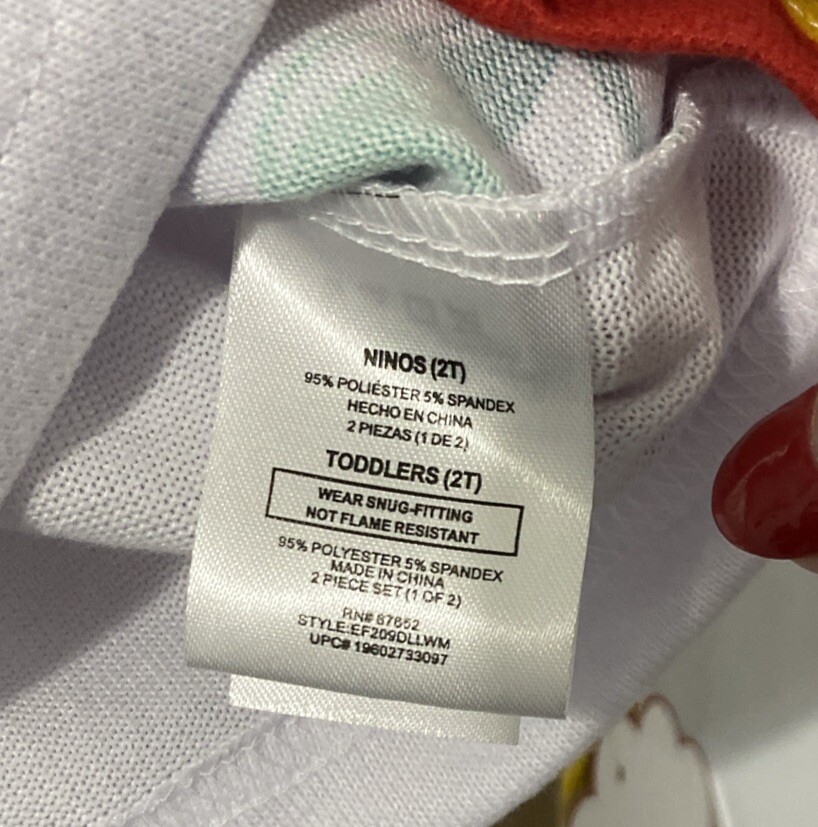 NINOS (2T)
95% POLIÉSTER 5% SPANDEX
HECHO EN CHINA
2 PIEZAS (1 DE 2)
TODDLERS (2T)
WEAR SNUG-FITTING
NOT FLAME RESISTANT
95% POLYESTER 5% SPANDEX
MADE IN CHINA
2 PIECE SET (1 OF 2)
RN# 87652
STYLE:EF209DLLWM
UPC# 19602733097